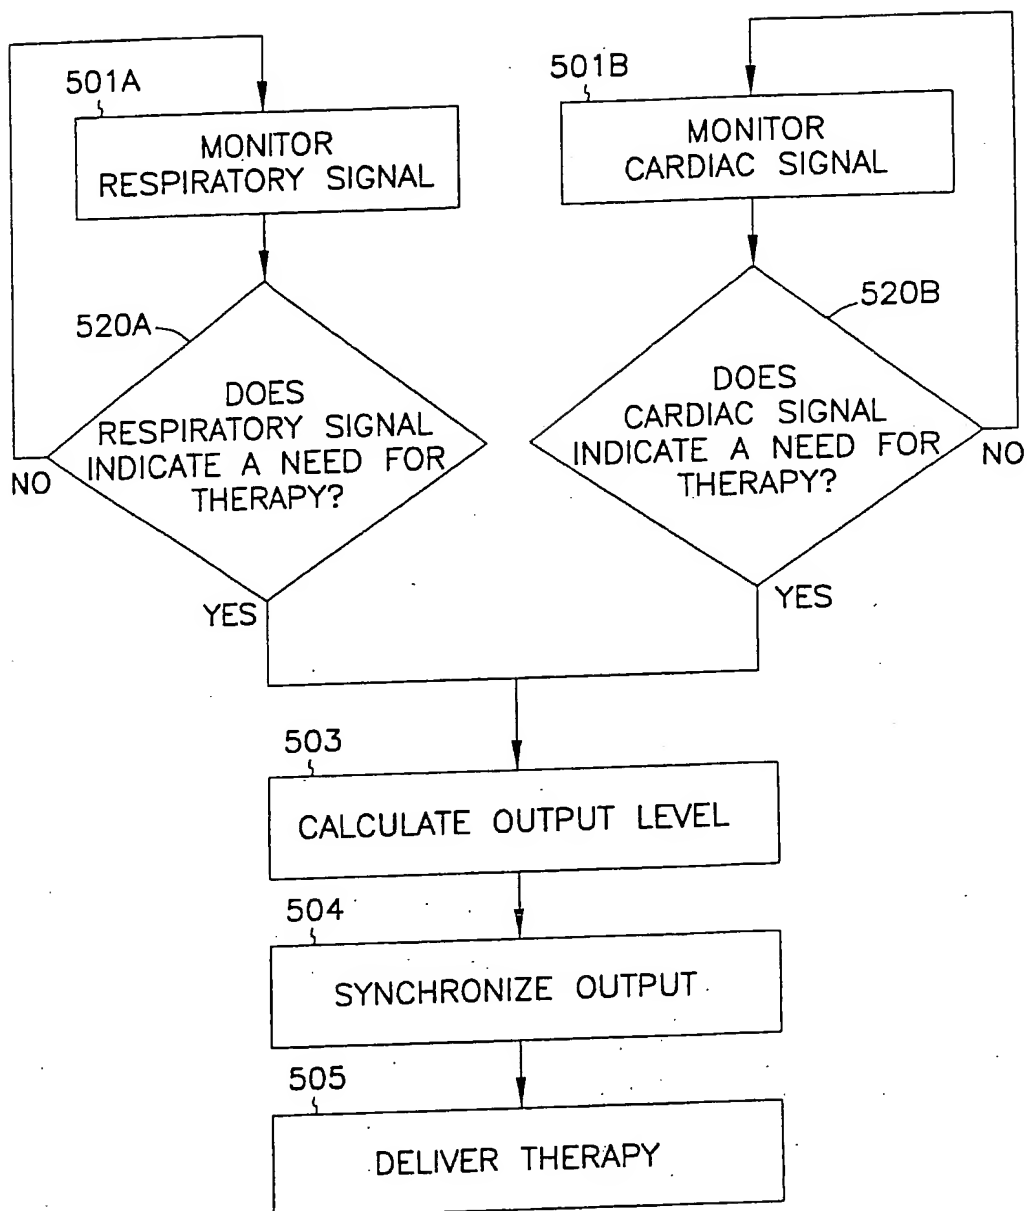 501A
MONITOR
RESPIRATORY SIGNAL
520A
DOES
RESPIRATORY SIGNAL
INDICATE A NEED FOR
THERAPY?
NO
YES
501B
MONITOR
CARDIAC SIGNAL
520B
DOES
CARDIAC SIGNAL
INDICATE A NEED FOR
THERAPY?
NO
YES
503
CALCULATE OUTPUT LEVEL
504
SYNCHRONIZE OUTPUT
505
DELIVER THERAPY